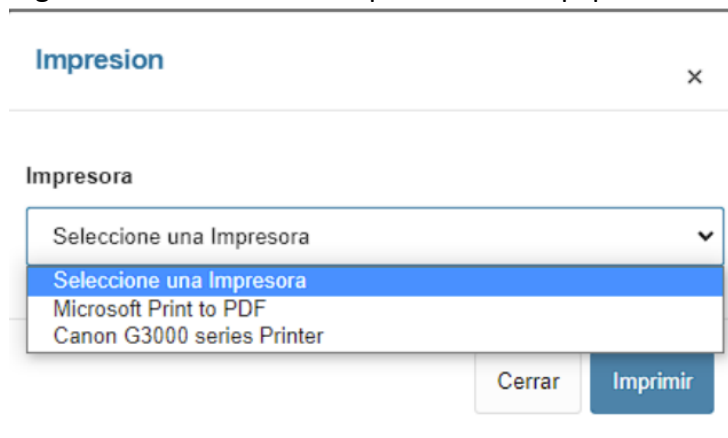 Impresion
×
Impresora
Seleccione una Impresora
Seleccione una Impresora
Microsoft Print to PDF
Canon G3000 series Printer
Cerrar
Imprimir